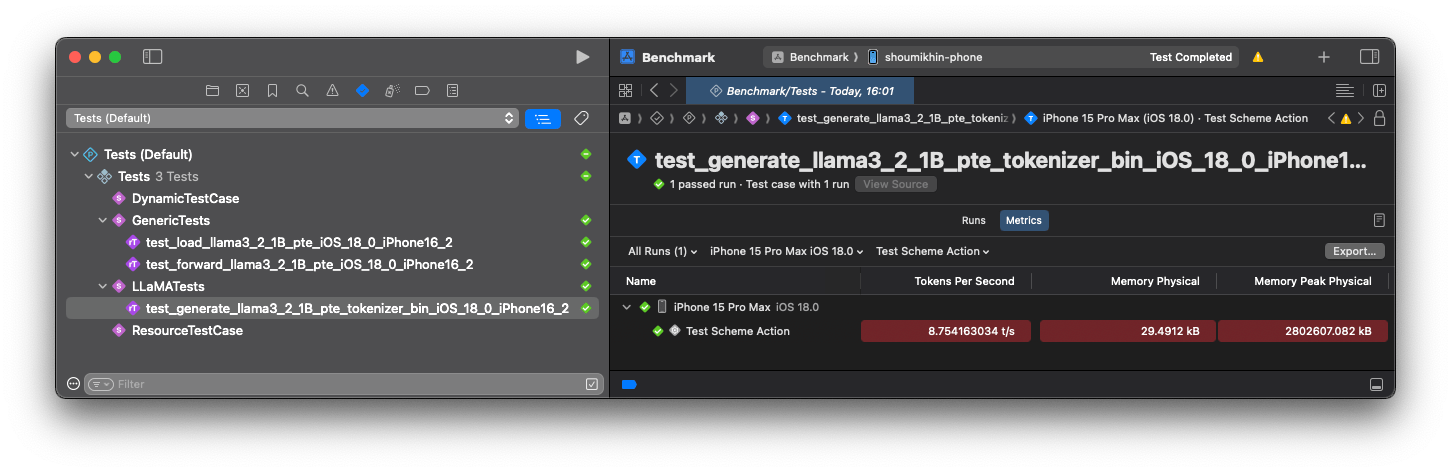 Tests (Default)
Tests (Default)
Tests 3 Tests
DynamicTestCase
GenericTests
test_load_llama3_2_1B_pte_iOS_18_0_iPhone16_2
test_forward_llama3_2_1B_pte_iOS_18_0_iPhone16_2
LLaMATests
test_generate_llama3_2_1B_pte_tokenizer_bin_iOS_18_0_iPhone16_2
ResourceTestCase
Filter
Benchmark
Benchmark ⟩ shoumikhin-phone
Test Completed
Benchmark/Tests - Today, 16:01
test_generate_llama3_2_1B_pte_tokeniz
iPhone 15 Pro Max (iOS 18.0) · Test Scheme Action
test_generate_llama3_2_1B_pte_tokenizer_bin_iOS_18_0_iPhone1...
1 passed run · Test case with 1 run View Source
Runs Metrics
All Runs (1) iPhone 15 Pro Max iOS 18.0 Test Scheme Action Export...
Name Tokens Per Second Memory Physical Memory Peak Physical
iPhone 15 Pro Max iOS 18.0
Test Scheme Action 8.754163034 t/s 29.4912 kB 2802607.082 kB